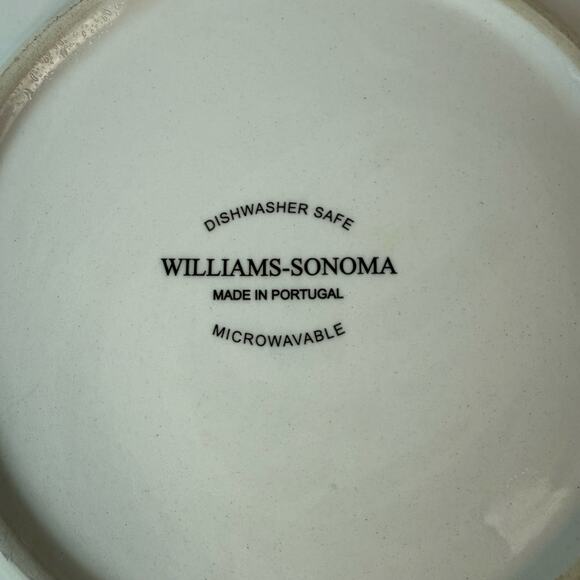 DISHWASHER SAFE
WILLIAMS-SONOMA
MADE IN PORTUGAL
MICROWAVABLE